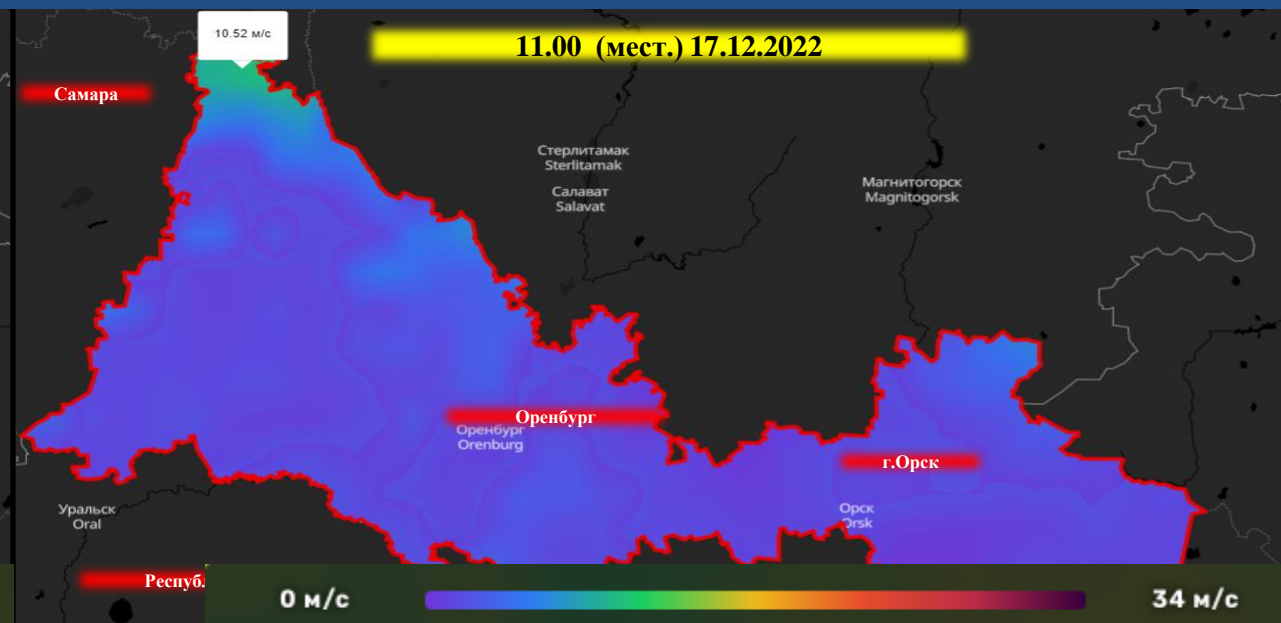 10.52 м/с
11.00 (мест.) 17.12.2022
Самара
Стерлитамак
Sterlitamak
Салават
Salavat
Магнитогорск
Magnitogorsk
Оренбург
Оренбург
Orenburg
г.Орск
Орск
Orsk
Уральск
Oral
Респуб
0 м/с
34 м/с